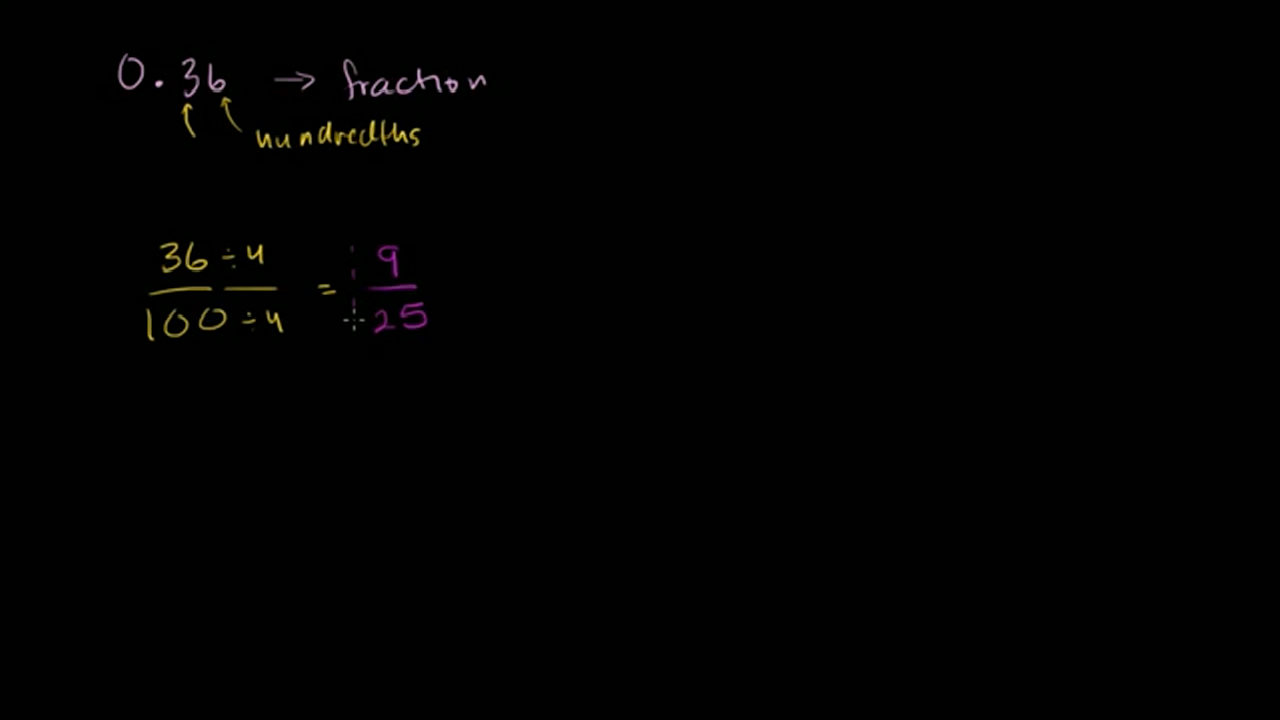 0.36 → fraction
hundredths
36 ÷ 4
100 ÷ 4
=
9
25